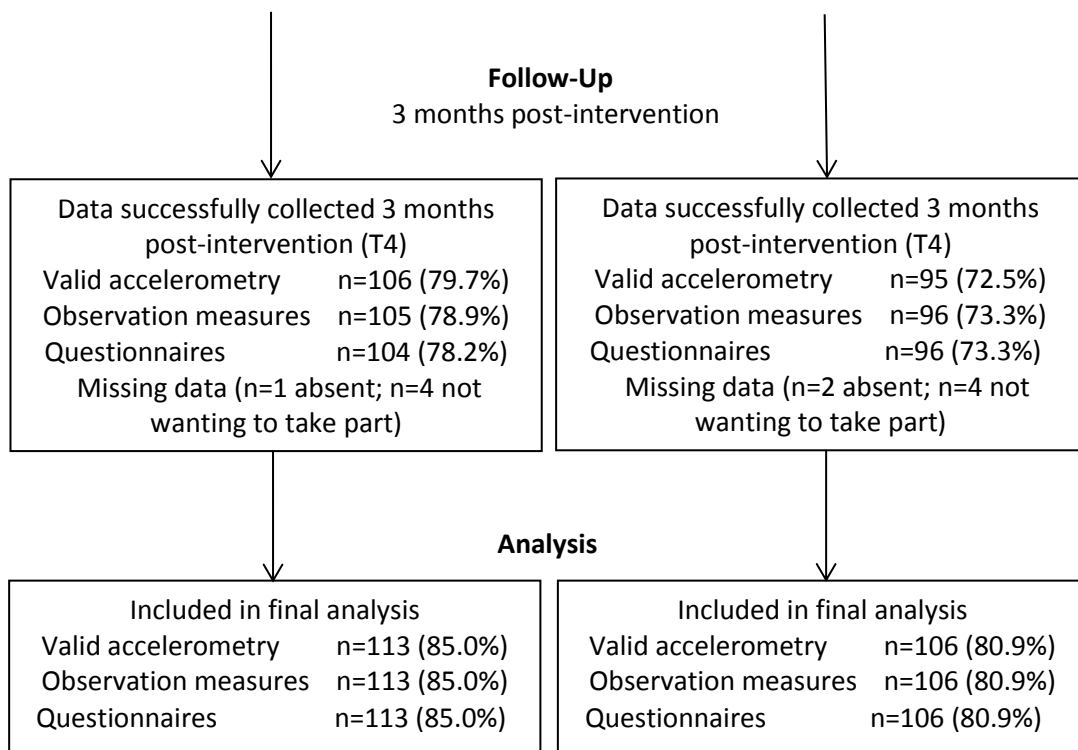 Follow-Up
3 months post-intervention
Data successfully collected 3 months
post-intervention (T4)
Valid accelerometry n=106 (79.7%)
Observation measures n=105 (78.9%)
Questionnaires n=104 (78.2%)
Missing data (n=1 absent; n=4 not
wanting to take part)
Data successfully collected 3 months
post-intervention (T4)
Valid accelerometry n=95 (72.5%)
Observation measures n=96 (73.3%)
Questionnaires n=96 (73.3%)
Missing data (n=2 absent; n=4 not
wanting to take part)
Analysis
Included in final analysis
Valid accelerometry n=113 (85.0%)
Observation measures n=113 (85.0%)
Questionnaires n=113 (85.0%)
Included in final analysis
Valid accelerometry n=106 (80.9%)
Observation measures n=106 (80.9%)
Questionnaires n=106 (80.9%)